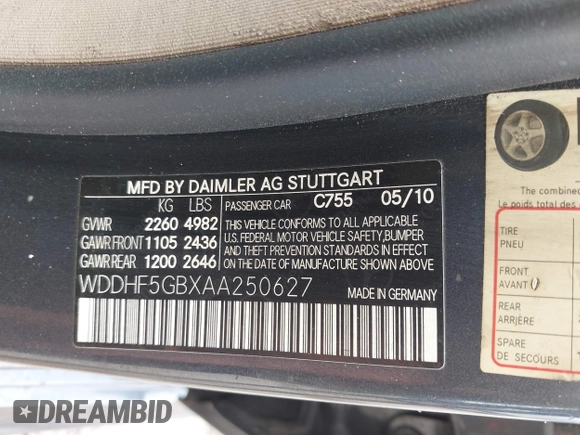 MFD BY DAIMLER AG STUTTGART
KG LBS PASSENGER CAR C755 05/10
GVWR 2260 4982
GAWR FRONT 1105 2436
GAWR REAR 1200 2646
THIS VEHICLE CONFORMS TO ALL APPLICABLE
U.S. FEDERAL MOTOR VEHICLE SAFETY, BUMPER
AND THEFT PREVENTION STANDARDS IN EFFECT
ON THE DATE OF MANUFACTURE SHOWN ABOVE
WDDHF5GBXAA250627
The combined
Le poids total des
TIRE
PNEU
FRONT
AVANT
REAR
ARRIÈRE
SPARE
DE SECOURS
DREAMBID